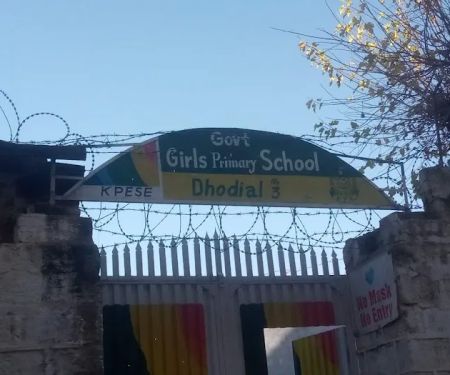 Govt
Girls Primary School
KPESE
Dhodial 3
No Mask
No Entry